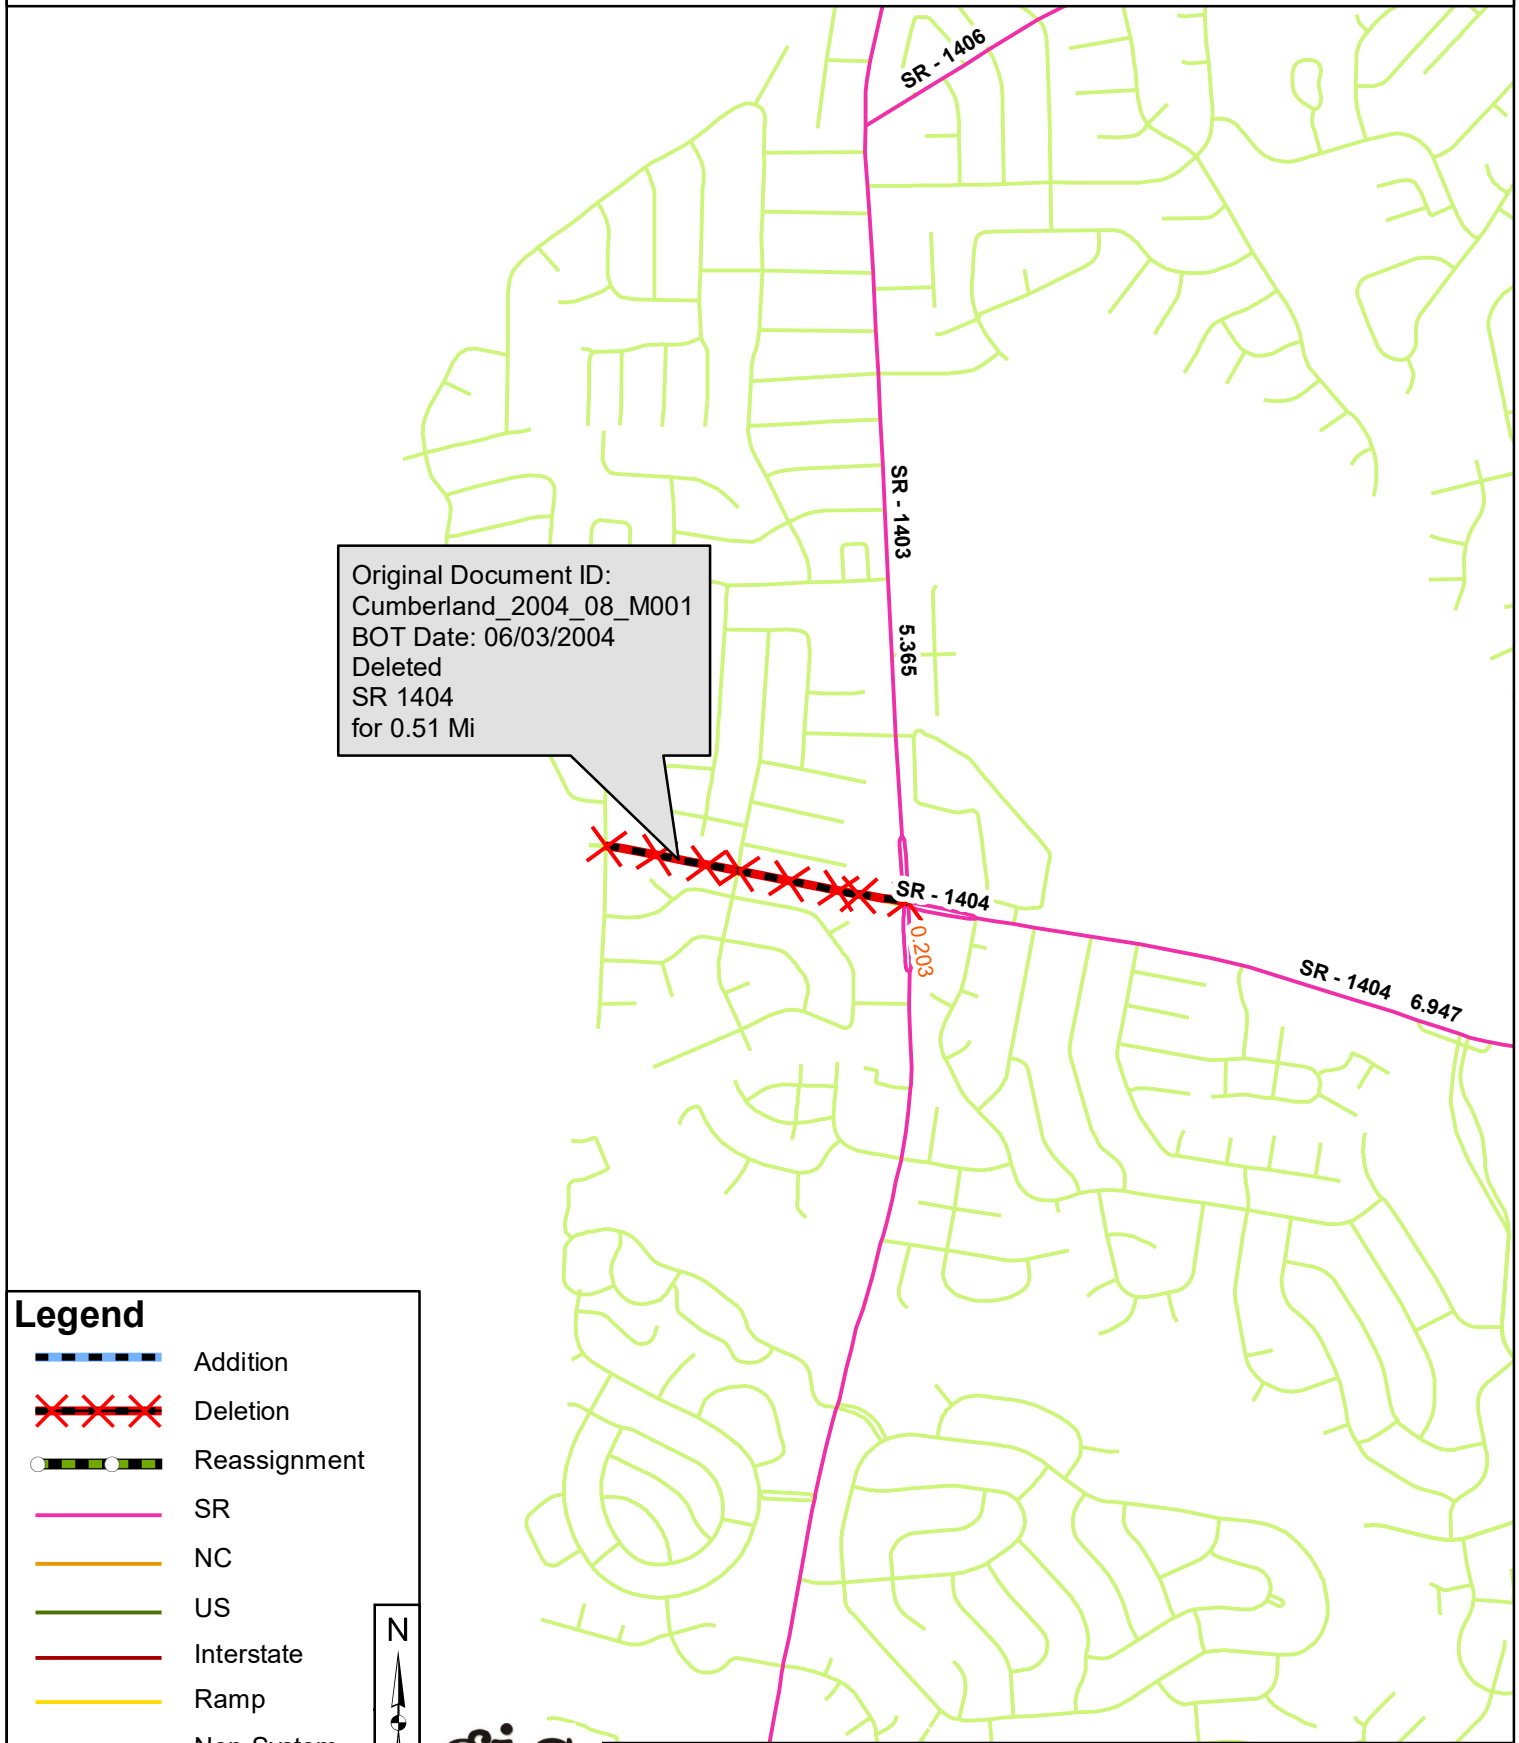 SR - 1406
SR - 1403
5.365
Original Document ID:
Cumberland_2004_08_M001
BOT Date: 06/03/2004
Deleted
SR 1404
for 0.51 Mi
SR - 1404
0.203
SR - 1404 6.947
Legend
Addition
Deletion
Reassignment
SR
NC
US
Interstate
Ramp
N